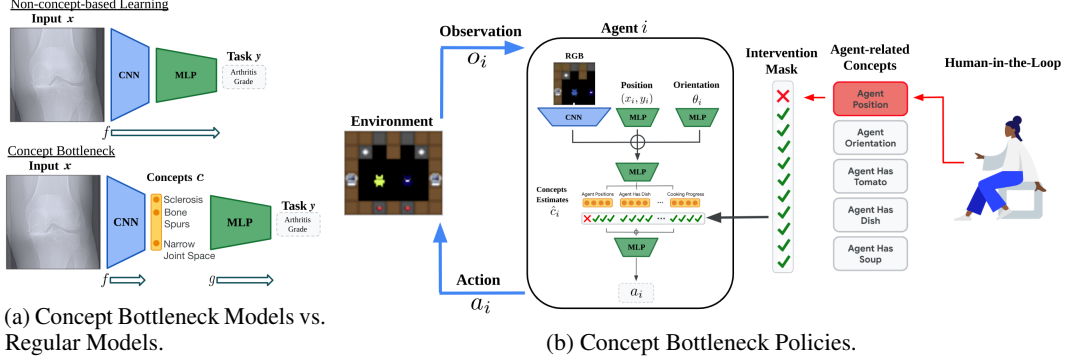 Non-concept-based Learning
Input x
CNN
MLP
Task y
Arthritis
Grade
f
Concept Bottleneck
Input x
Concepts C
CNN
Sclerosis
Bone
Spurs
Narrow
Joint Space
MLP
Task y
Arthritis
Grade
f
g
(a) Concept Bottleneck Models vs.
Regular Models.
Observation
o_i
Environment
Action
a_i
Agent i
RGB
Position
(x_i, y_i)
Orientation
θ_i
CNN
MLP
MLP
MLP
Concepts
Estimates
ĉ_i
Agent Positions
Agent Has Dish
...
Cooking Progress
...
...
MLP
a_i
Intervention
Mask
Agent-related
Concepts
Agent
Position
Agent
Orientation
Agent Has
Tomato
Agent Has
Dish
Agent Has
Soup
Human-in-the-Loop
(b) Concept Bottleneck Policies.